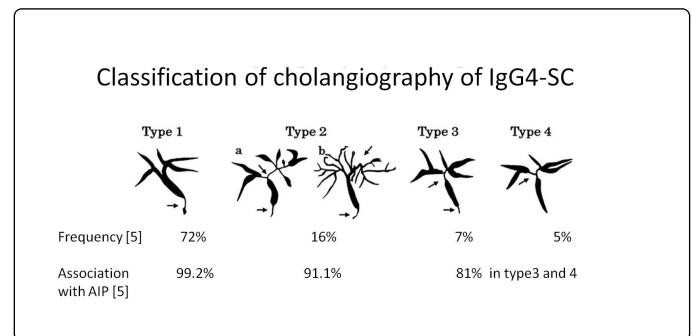 Classification of cholangiography of IgG4-SC
Type 1 Type 2 Type 3 Type 4
a b
Frequency [5] 72% 16% 7% 5%
Association 99.2% 91.1% 81% in type3 and 4
with AIP [5]